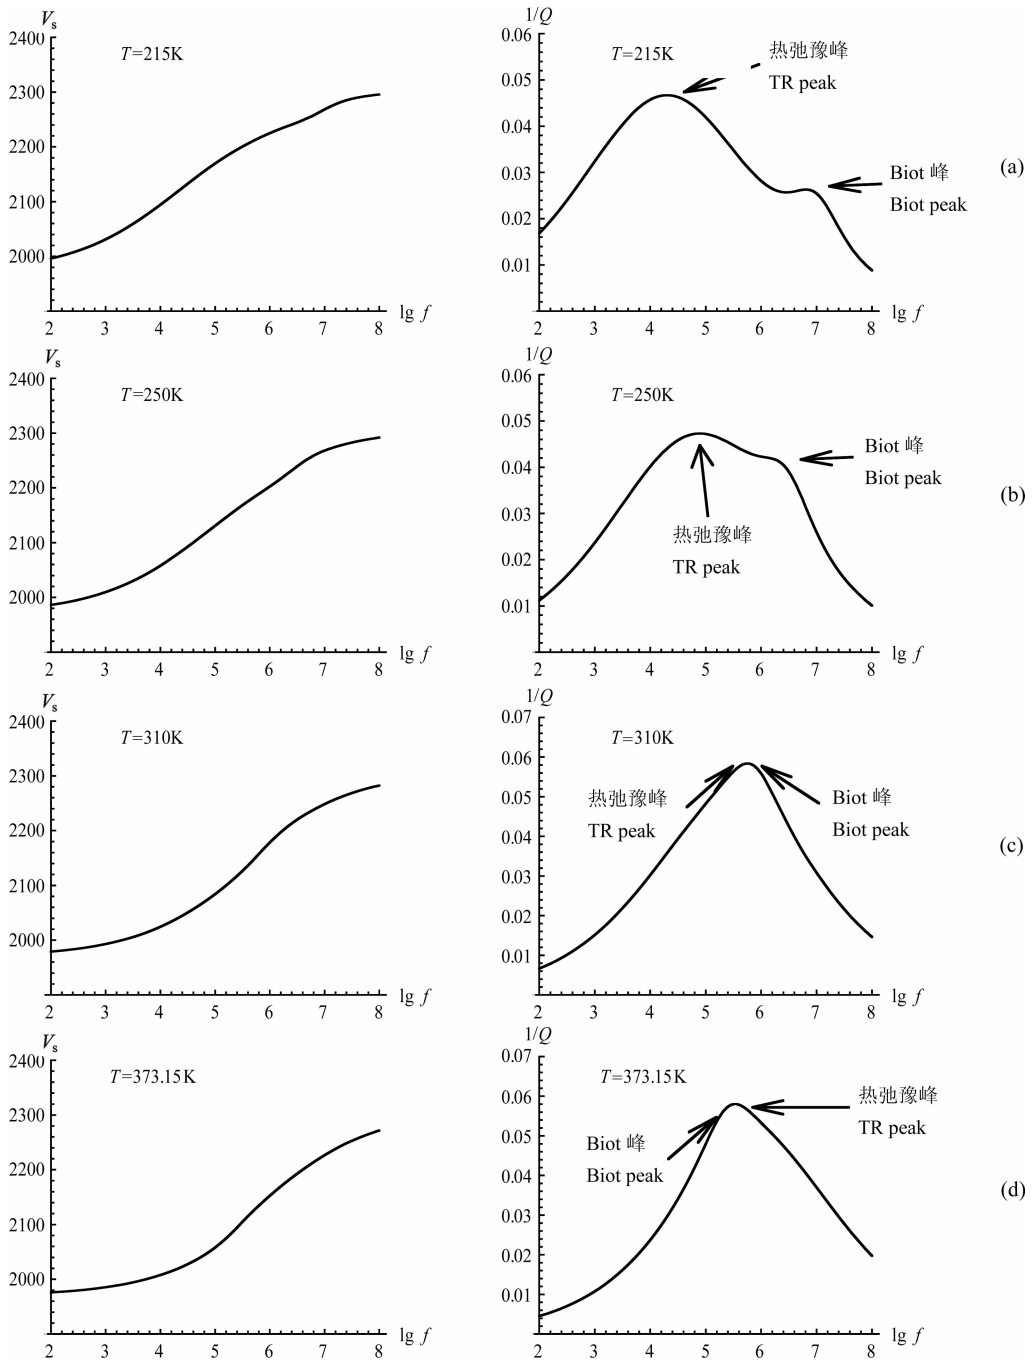 Vs
2400
2300
2200
2100
2000
T=215K
2 3 4 5 6 7 8
lg f
1/Q
0.06
0.05
0.04
0.03
0.02
0.01
T=215K
热弛豫峰
TR peak
Biot 峰
Biot peak
2 3 4 5 6 7 8
lg f
(a)
Vs
2400
2300
2200
2100
2000
T=250K
2 3 4 5 6 7 8
lg f
1/Q
0.06
0.05
0.04
0.03
0.02
0.01
T=250K
Biot 峰
Biot peak
热弛豫峰
TR peak
2 3 4 5 6 7 8
lg f
(b)
Vs
2400
2300
2200
2100
2000
T=310K
2 3 4 5 6 7 8
lg f
1/Q
0.07
0.06
0.05
0.04
0.03
0.02
0.01
T=310K
热弛豫峰
TR peak
Biot 峰
Biot peak
2 3 4 5 6 7 8
lg f
(c)
Vs
2400
2300
2200
2100
2000
T=373.15K
2 3 4 5 6 7 8
lg f
1/Q
0.07
0.06
0.05
0.04
0.03
0.02
0.01
T=373.15K
热弛豫峰
TR peak
Biot 峰
Biot peak
2 3 4 5 6 7 8
lg f
(d)